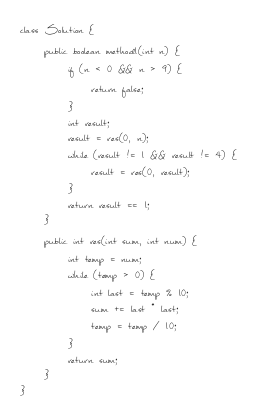 class Solution {
public boolean method1(int n) {
if (n < 0 && n > 9) {
return false;
}
int result;
result = res(0, n);
while (result != 1 && result != 4) {
result = res(0, result);
}
return result == 1;
}
public int res(int sum, int num) {
int temp = num;
while (temp > 0) {
int last = temp % 10;
sum += last * last;
temp = temp / 10;
}
return sum;
}
}